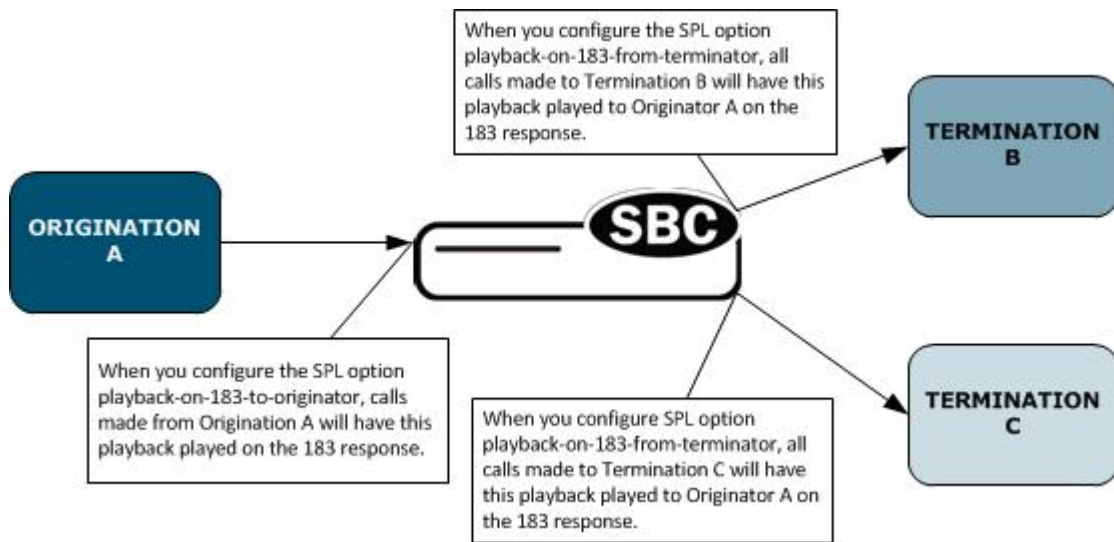 When you configure the SPL option
playback-on-183-from-terminator, all
calls made to Termination B will have this
playback played to Originator A on the
183 response.
TERMINATION
B
ORIGINATION
A
SBC
When you configure the SPL option
playback-on-183-to-originator, calls
made from Origination A will have this
playback played on the 183 response.
When you configure SPL option
playback-on-183-from-terminator, all
calls made to Termination C will have
this playback played to Originator A on
the 183 response.
TERMINATION
C